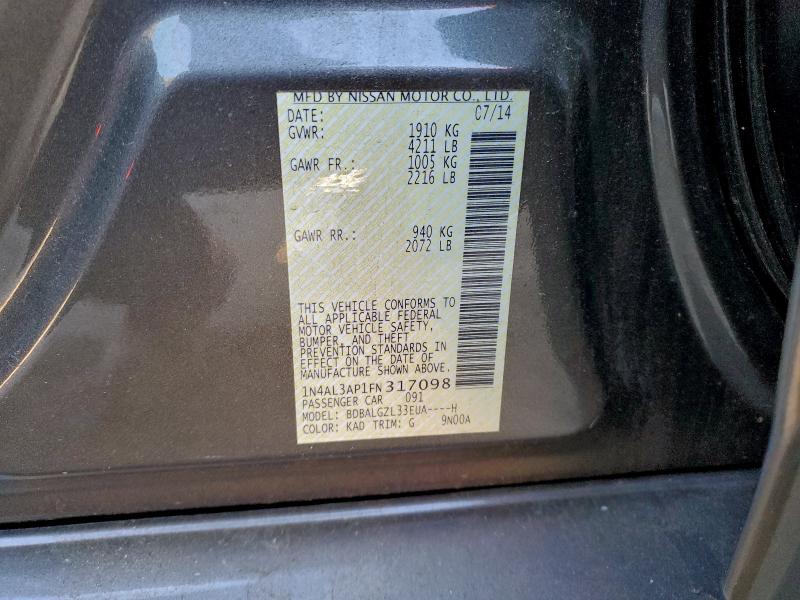 MFD BY NISSAN MOTOR CO., LTD.
DATE: 07/14
GVWR: 1910 KG
4211 LB
GAWR FR.: 1005 KG
2216 LB
GAWR RR.: 940 KG
2072 LB
THIS VEHICLE CONFORMS TO
ALL APPLICABLE FEDERAL
MOTOR VEHICLE SAFETY,
BUMPER, AND THEFT
PREVENTION STANDARDS IN
EFFECT ON THE DATE OF
MANUFACTURE SHOWN ABOVE.
1N4AL3AP1FN317098
PASSENGER CAR 091
MODEL: BDBALGZL33EUA----H
COLOR: KAD TRIM: G 9N00A